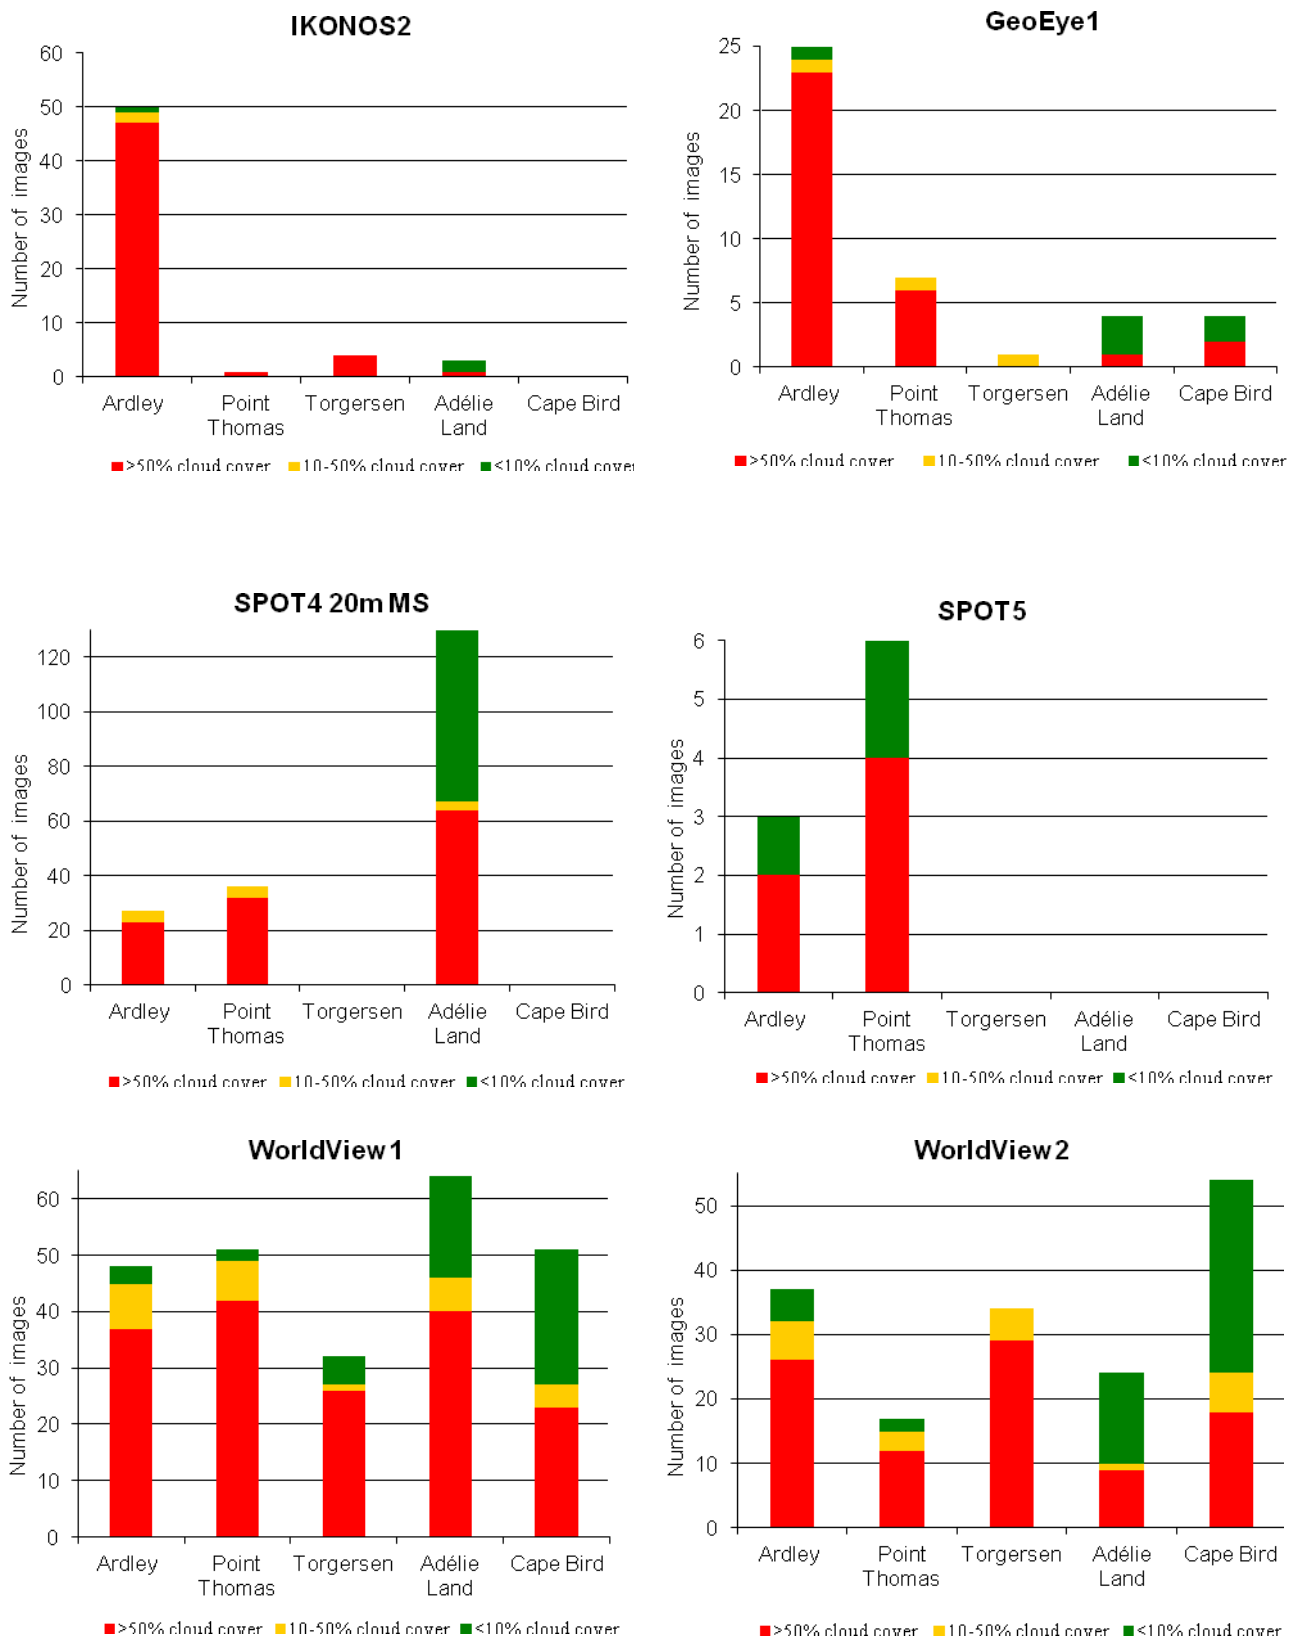 IKONOS2
Number of images
60
50
40
30
20
10
0
Ardley
Point
Thomas
Torgersen
Adélie
Land
Cape Bird
>50% cloud cover
10-50% cloud cover
<10% cloud cover
GeoEye1
Number of images
25
20
15
10
5
0
Ardley
Point
Thomas
Torgersen
Adélie
Land
Cape Bird
>50% cloud cover
10-50% cloud cover
<10% cloud cover
SPOT4 20m MS
Number of images
120
100
80
60
40
20
0
Ardley
Point
Thomas
Torgersen
Adélie
Land
Cape Bird
>50% cloud cover
10-50% cloud cover
<10% cloud cover
SPOT5
Number of images
6
5
4
3
2
1
0
Ardley
Point
Thomas
Torgersen
Adélie
Land
Cape Bird
>50% cloud cover
10-50% cloud cover
<10% cloud cover
WorldView1
Number of images
60
50
40
30
20
10
0
Ardley
Point
Thomas
Torgersen
Adélie
Land
Cape Bird
>50% cloud cover
10-50% cloud cover
<10% cloud cover
WorldView2
Number of images
50
40
30
20
10
0
Ardley
Point
Thomas
Torgersen
Adélie
Land
Cape Bird
>50% cloud cover
10-50% cloud cover
<10% cloud cover